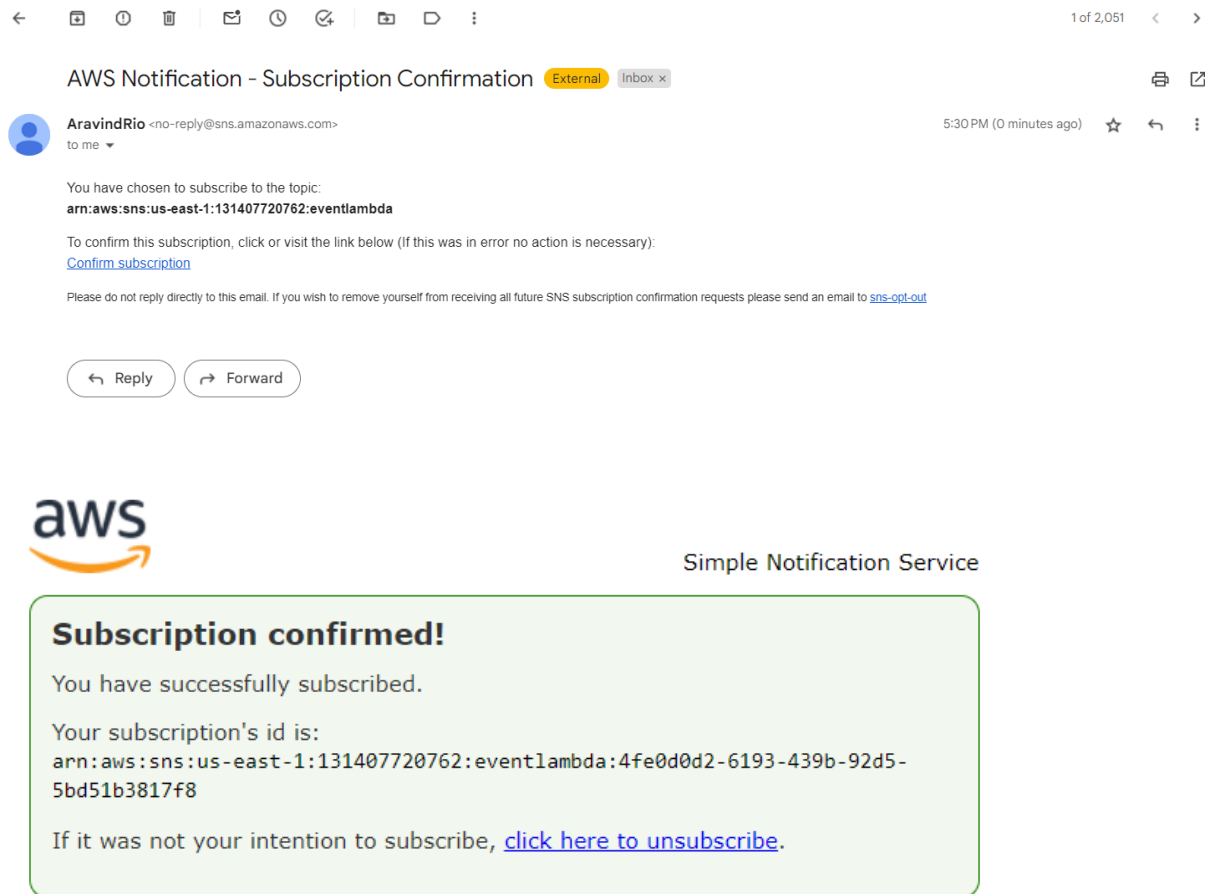 1 of 2,051
AWS Notification - Subscription Confirmation External Inbox ×
AravindRio <no-reply@sns.amazonaws.com> 5:30 PM (0 minutes ago)
to me
You have chosen to subscribe to the topic:
arn:aws:sns:us-east-1:131407720762:eventlambda
To confirm this subscription, click or visit the link below (If this was in error no action is necessary):
Confirm subscription
Please do not reply directly to this email. If you wish to remove yourself from receiving all future SNS subscription confirmation requests please send an email to sns-opt-out
Reply Forward
aws
Simple Notification Service
Subscription confirmed!
You have successfully subscribed.
Your subscription's id is:
arn:aws:sns:us-east-1:131407720762:eventlambda:4fe0d0d2-6193-439b-92d5-
5bd51b3817f8
If it was not your intention to subscribe, click here to unsubscribe.